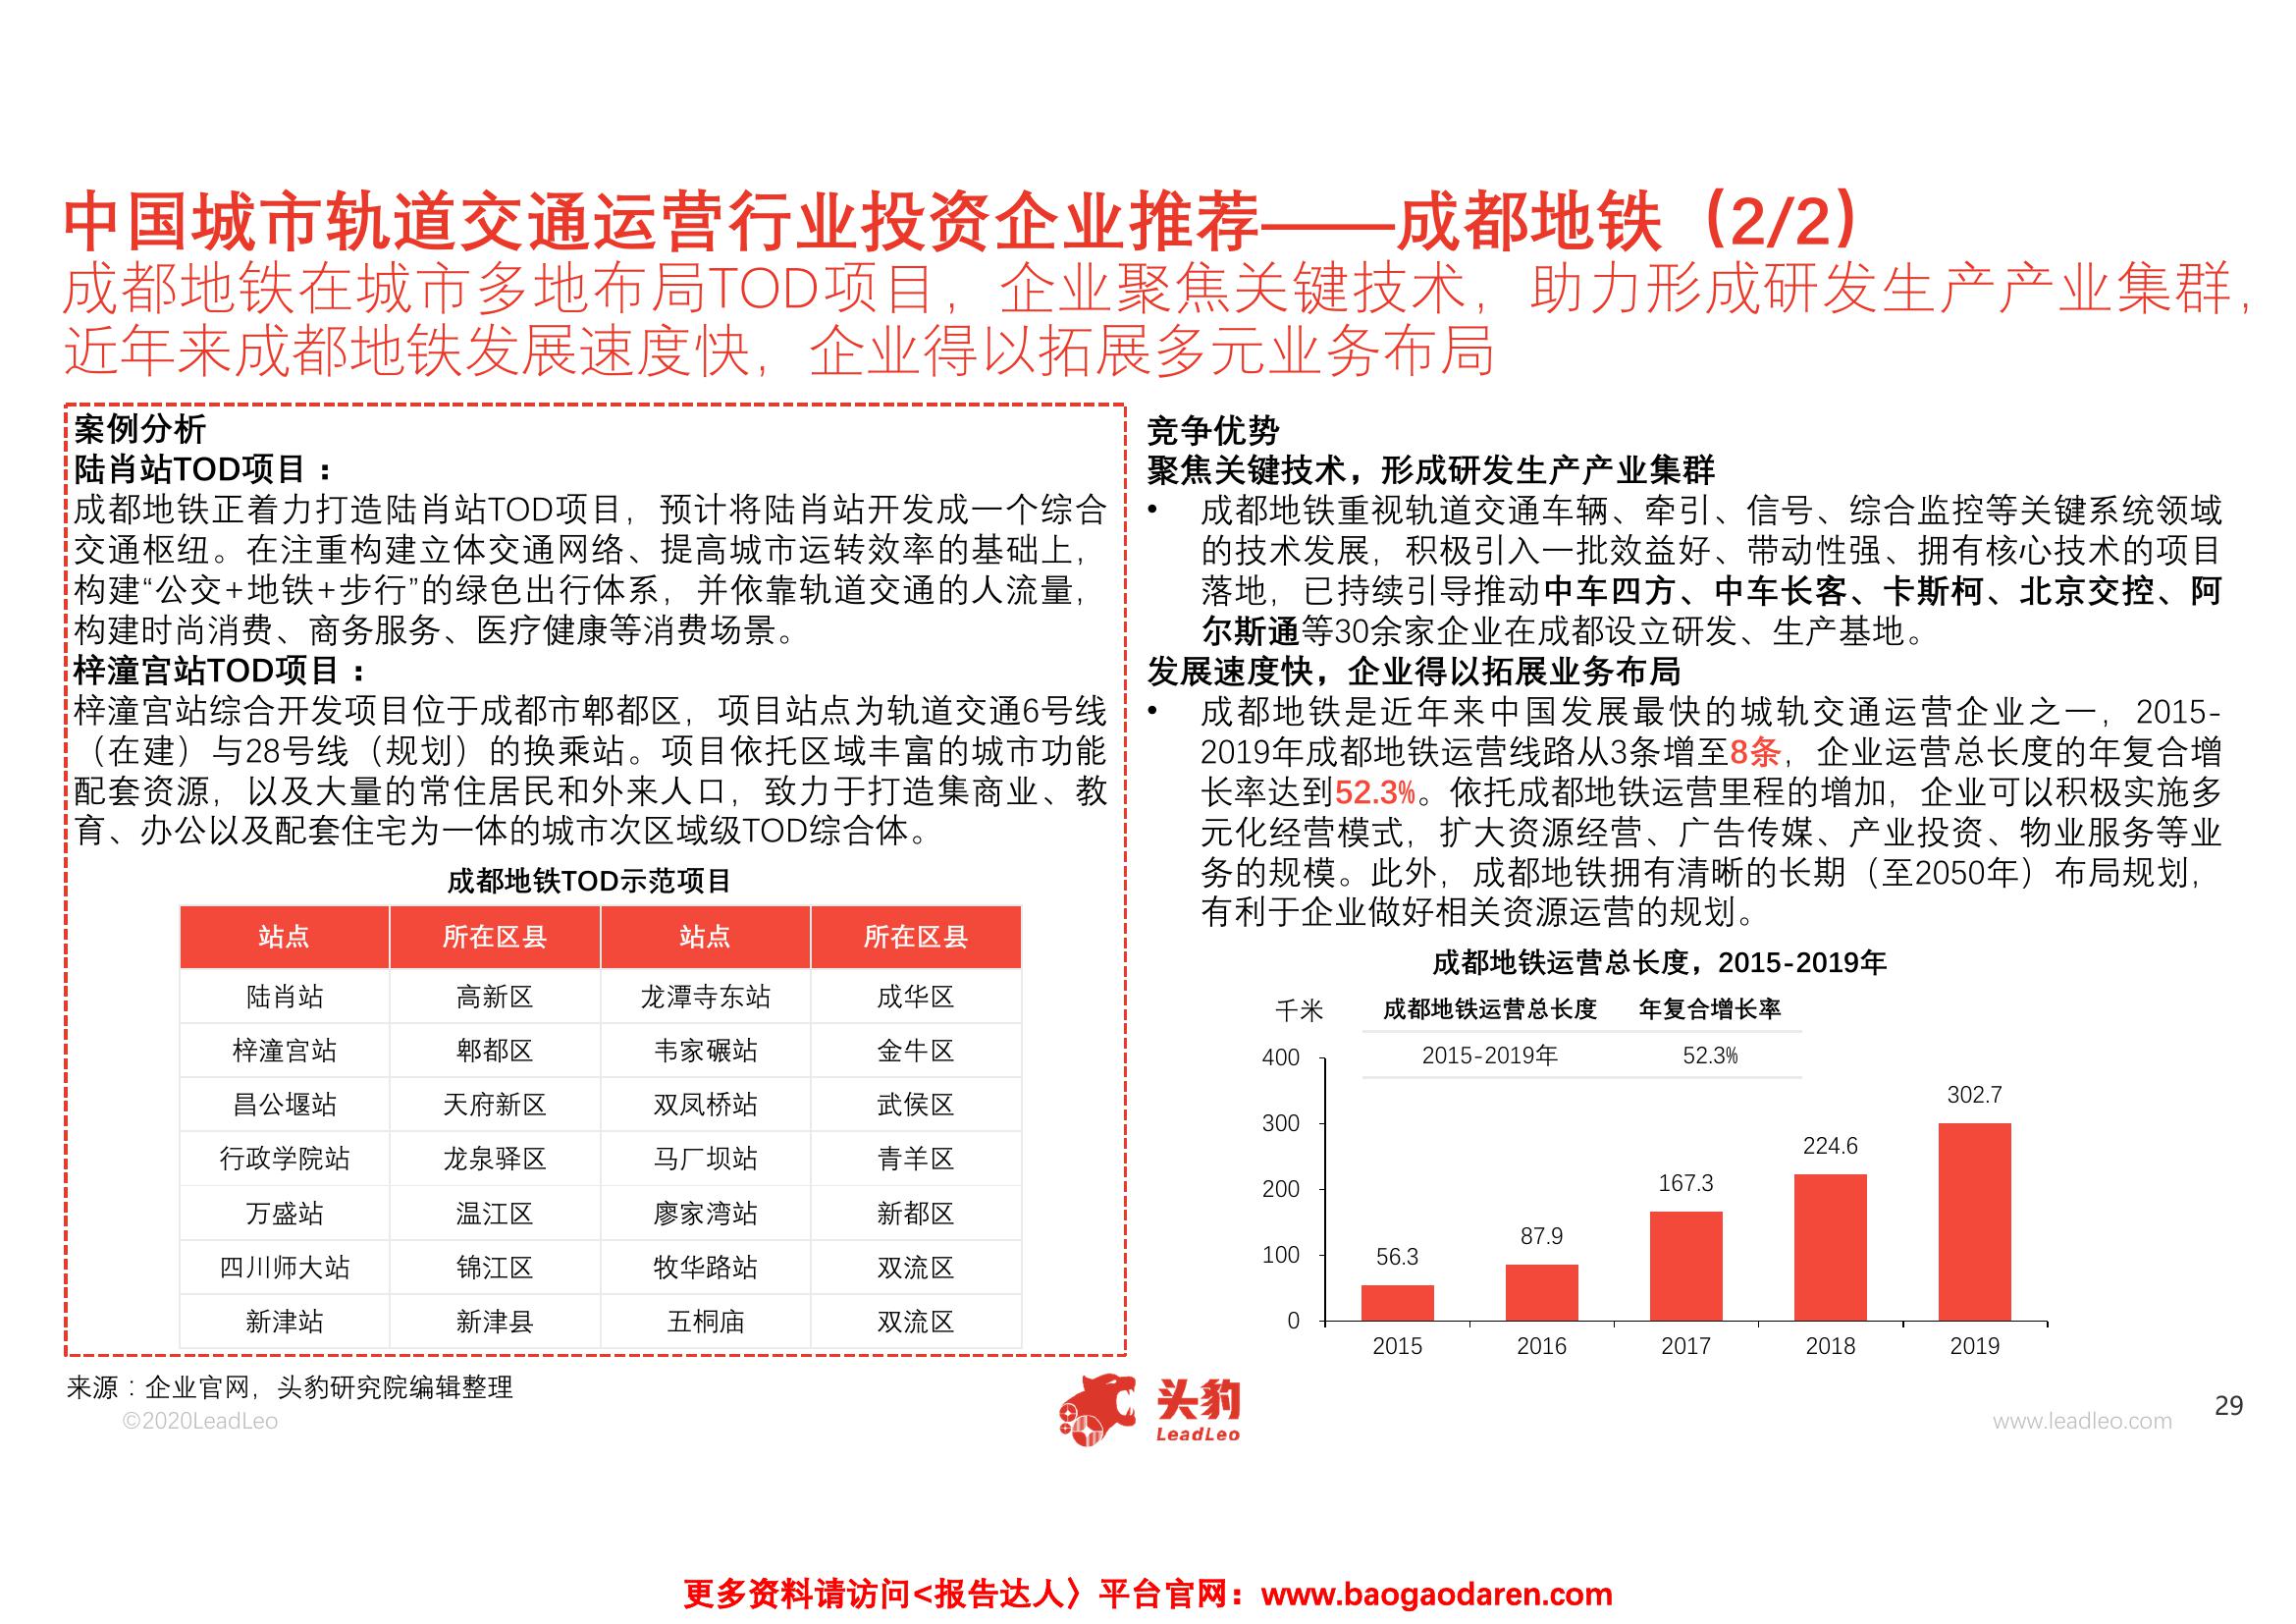 中国城市轨道交通运营行业投资企业推荐——成都地铁（2/2）
成都地铁在城市多地布局TOD项目，企业聚焦关键技术，助力形成研发生产产业集群，
近年来成都地铁发展速度快，企业得以拓展多元业务布局
案例分析
陆肖站TOD项目：
成都地铁正着力打造陆肖站TOD项目，预计将陆肖站开发成一个综合
交通枢纽。在注重构建立体交通网络、提高城市运转效率的基础上，
构建“公交+地铁+步行”的绿色出行体系，并依靠轨道交通的人流量，
构建时尚消费、商务服务、医疗健康等消费场景。
梓潼宫站TOD项目：
梓潼宫站综合开发项目位于成都市郫都区，项目站点为轨道交通6号线
（在建）与28号线（规划）的换乘站。项目依托区域丰富的城市功能
配套资源，以及大量的常住居民和外来人口，致力于打造集商业、教
育、办公以及配套住宅为一体的城市次区域级TOD综合体。
成都地铁TOD示范项目
站点 所在区县 站点 所在区县
陆肖站 高新区 龙潭寺东站 成华区
梓潼宫站 郫都区 韦家碾站 金牛区
昌公堰站 天府新区 双凤桥站 武侯区
行政学院站 龙泉驿区 马厂坝站 青羊区
万盛站 温江区 廖家湾站 新都区
四川师大站 锦江区 牧华路站 双流区
新津站 新津县 五桐庙 双流区
竞争优势
聚焦关键技术，形成研发生产产业集群
• 成都地铁重视轨道交通车辆、牵引、信号、综合监控等关键系统领域
的技术发展，积极引入一批效益好、带动性强、拥有核心技术的项目
落地，已持续引导推动中车四方、中车长客、卡斯柯、北京交控、阿
尔斯通等30余家企业在成都设立研发、生产基地。
发展速度快，企业得以拓展业务布局
• 成都地铁是近年来中国发展最快的城轨交通运营企业之一，2015-
2019年成都地铁运营线路从3条增至8条，企业运营总长度的年复合增
长率达到52.3%。依托成都地铁运营里程的增加，企业可以积极实施多
元化经营模式，扩大资源经营、广告传媒、产业投资、物业服务等业
务的规模。此外，成都地铁拥有清晰的长期（至2050年）布局规划，
有利于企业做好相关资源运营的规划。
成都地铁运营总长度，2015-2019年
千米 成都地铁运营总长度 年复合增长率
2015-2019年 52.3%
400
300
200
100
0
56.3
87.9
167.3
224.6
302.7
2015 2016 2017 2018 2019
来源：企业官网，头豹研究院编辑整理
©2020LeadLeo
头豹
LeadLeo
www.leadleo.com
29
更多资料请访问<报告达人〉平台官网：www.baogaodaren.com